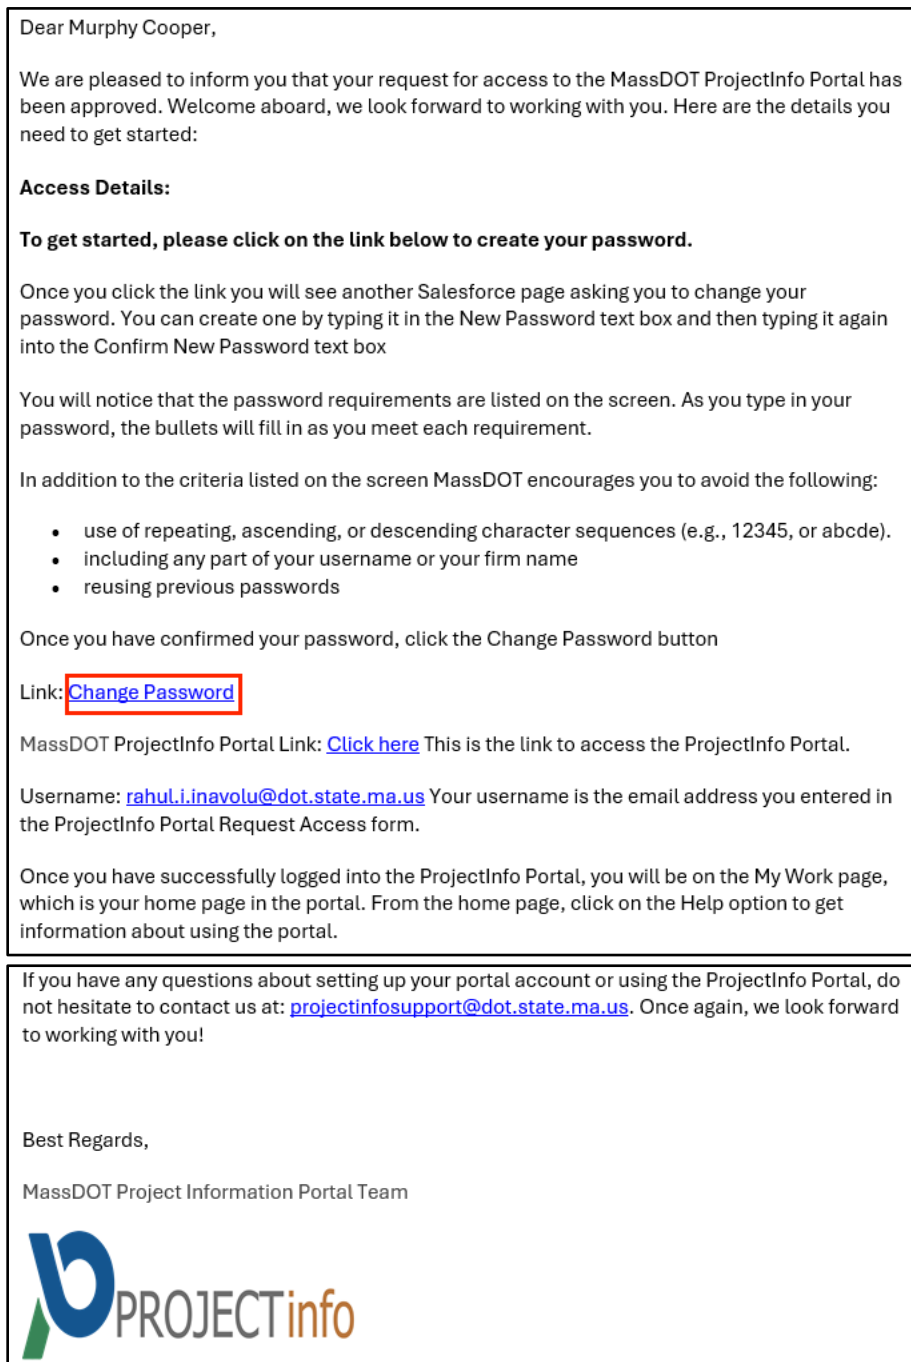 Dear Murphy Cooper,
We are pleased to inform you that your request for access to the MassDOT ProjectInfo Portal has
been approved. Welcome aboard, we look forward to working with you. Here are the details you
need to get started:
Access Details:
To get started, please click on the link below to create your password.
Once you click the link you will see another Salesforce page asking you to change your
password. You can create one by typing it in the New Password text box and then typing it again
into the Confirm New Password text box
You will notice that the password requirements are listed on the screen. As you type in your
password, the bullets will fill in as you meet each requirement.
In addition to the criteria listed on the screen MassDOT encourages you to avoid the following:
• use of repeating, ascending, or descending character sequences (e.g., 12345, or abcde).
• including any part of your username or your firm name
• reusing previous passwords
Once you have confirmed your password, click the Change Password button
Link: Change Password
MassDOT ProjectInfo Portal Link: Click here This is the link to access the ProjectInfo Portal.
Username: rahul.i.inavolu@dot.state.ma.us Your username is the email address you entered in
the ProjectInfo Portal Request Access form.
Once you have successfully logged into the ProjectInfo Portal, you will be on the My Work page,
which is your home page in the portal. From the home page, click on the Help option to get
information about using the portal.
If you have any questions about setting up your portal account or using the ProjectInfo Portal, do
not hesitate to contact us at: projectinfosupport@dot.state.ma.us. Once again, we look forward
to working with you!
Best Regards,
MassDOT Project Information Portal Team
PROJECTinfo